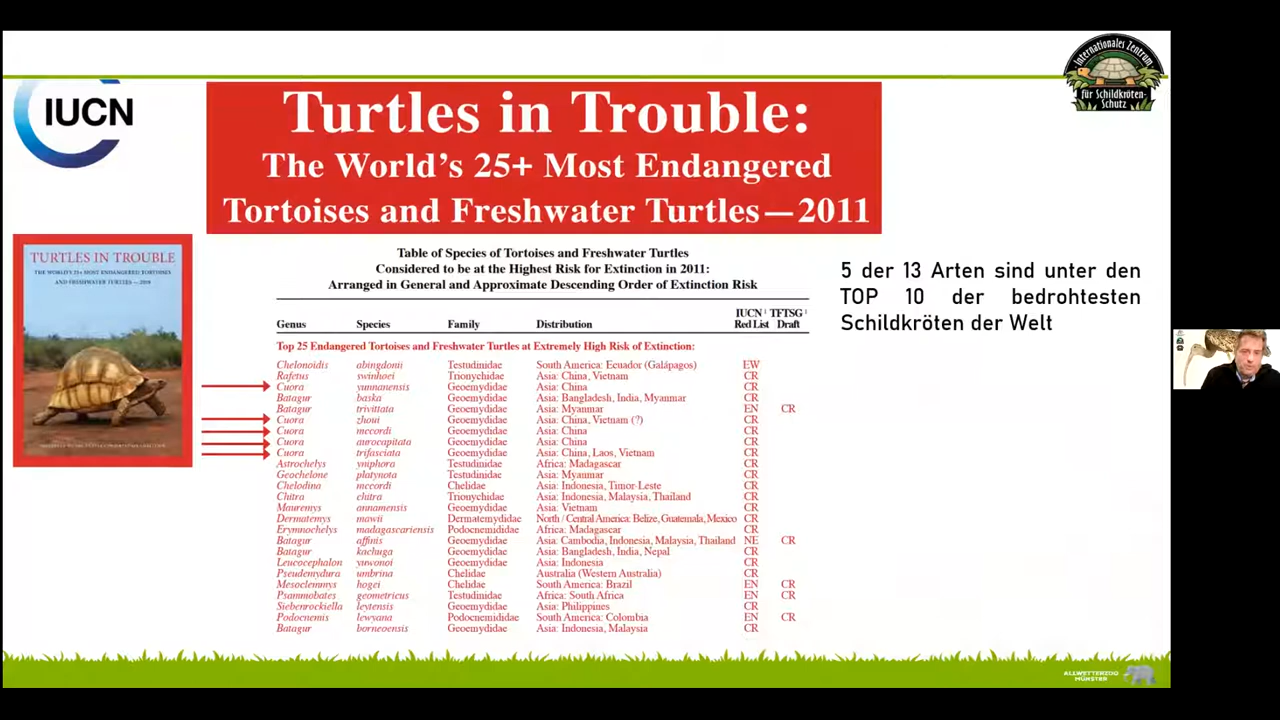 Internationales Zentrum
für Schildkröten-
Schutz
IUCN
Turtles in Trouble:
The World's 25+ Most Endangered
Tortoises and Freshwater Turtles—2011
TURTLES IN TROUBLE
THE WORLD'S 25+ MOST ENDANGERED TORTOISES
AND FRESHWATER TURTLES—2010
Table of Species of Tortoises and Freshwater Turtles
Considered to be at the Highest Risk for Extinction in 2011:
Arranged in General and Approximate Descending Order of Extinction Risk
IUCN¹ TFTSG¹
Genus Species Family Distribution Red List Draft
Top 25 Endangered Tortoises and Freshwater Turtles at Extremely High Risk of Extinction:
Chelonoidis abingdonii Testudinidae South America: Ecuador (Galápagos) EW
Rafetus swinhoei Trionychidae Asia: China, Vietnam CR
Cuora yunnanensis Geoemydidae Asia: China CR
Batagur baska Geoemydidae Asia: Bangladesh, India, Myanmar CR
Batagur trivittata Geoemydidae Asia: Myanmar EN CR
Cuora zhoui Geoemydidae Asia: China, Vietnam (?) CR
Cuora mccordi Geoemydidae Asia: China CR
Cuora aurocapitata Geoemydidae Asia: China CR
Cuora trifasciata Geoemydidae Asia: China, Laos, Vietnam CR
Astrochelys yniphora Testudinidae Africa: Madagascar CR
Geochelone platynota Testudinidae Asia: Myanmar CR
Chelodina mccordi Chelidae Asia: Indonesia, Timor-Leste CR
Chitra chitra Trionychidae Asia: Indonesia, Malaysia, Thailand CR
Mauremys annamensis Geoemydidae Asia: Vietnam CR
Dermatemys mawii Dermatemydidae North / Central America: Belize, Guatemala, Mexico CR
Erymnochelys madagascariensis Podocnemididae Africa: Madagascar CR
Batagur affinis Geoemydidae Asia: Cambodia, Indonesia, Malaysia, Thailand NE CR
Batagur kachuga Geoemydidae Asia: Bangladesh, India, Nepal CR
Leucocephalon yuwonoi Geoemydidae Asia: Indonesia CR
Pseudemydura umbrina Chelidae Australia (Western Australia) CR
Mesoclemmys hogei Chelidae South America: Brazil EN CR
Psammobates geometricus Testudinidae Africa: South Africa EN CR
Siebenrockiella leytensis Geoemydidae Asia: Philippines CR
Podocnemis lewyana Podocnemididae South America: Colombia EN CR
Batagur borneoensis Geoemydidae Asia: Indonesia, Malaysia CR
5 der 13 Arten sind unter den
TOP 10 der bedrohtesten
Schildkröten der Welt
ALLWETTERZOO
MÜNSTER